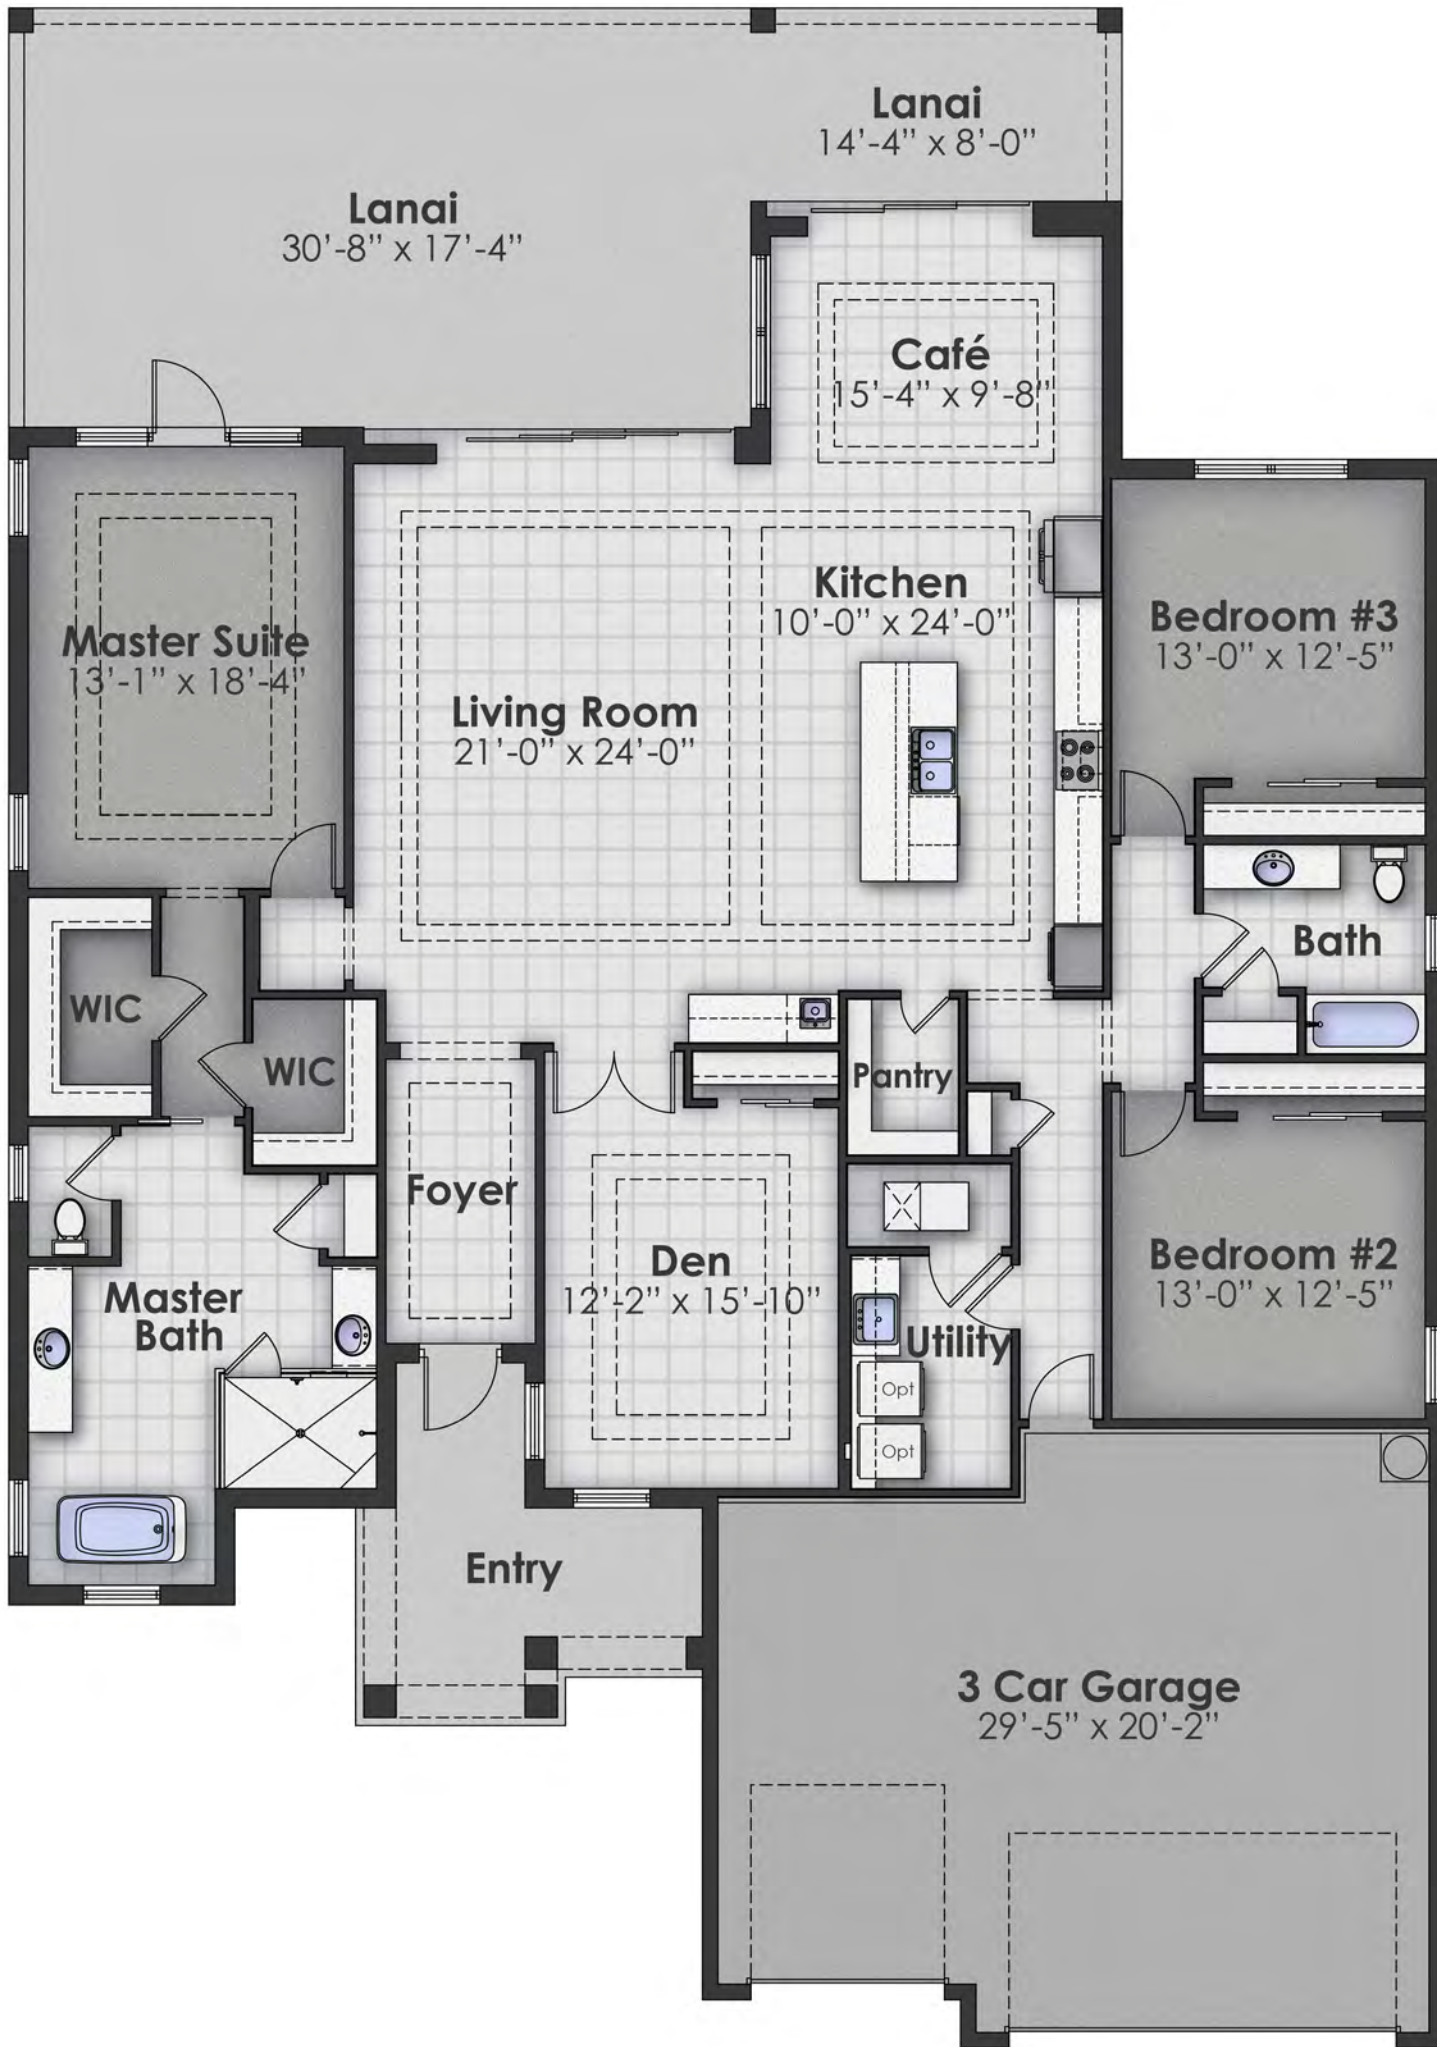 Lanai
14'-4” x 8'-0”
Lanai
30'-8” x 17'-4”
Café
15'-4” x 9'-8”
Kitchen
10'-0” x 24'-0”
Bedroom #3
13'-0” x 12'-5”
Master Suite
13'-1” x 18'-4”
Living Room
21'-0” x 24'-0”
Bath
WIC
WIC
Pantry
Foyer
Den
12'-2” x 15'-10”
Bedroom #2
13'-0” x 12'-5”
Master
Bath
Utility
Opt
Opt
Entry
3 Car Garage
29'-5” x 20'-2”